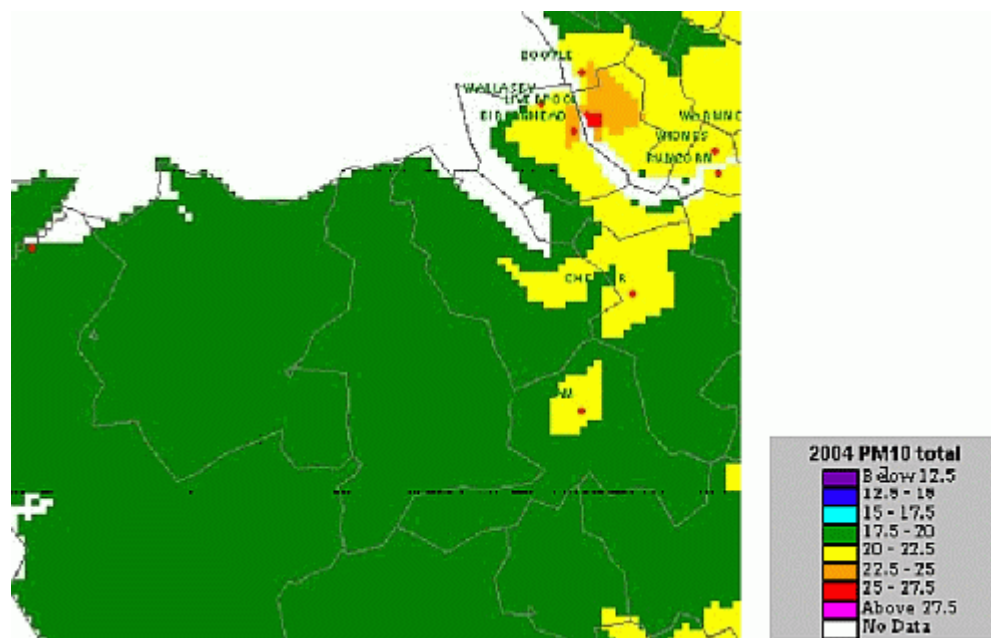 BOOTLE
WALLASEY
LIVERPOOL
BIRKENHEAD
WIDNES
RUNCORN
2004 PM10 total
Below 12.5
12.5 - 15
15 - 17.5
17.5 - 20
20 - 22.5
22.5 - 25
25 - 27.5
Above 27.5
No Data